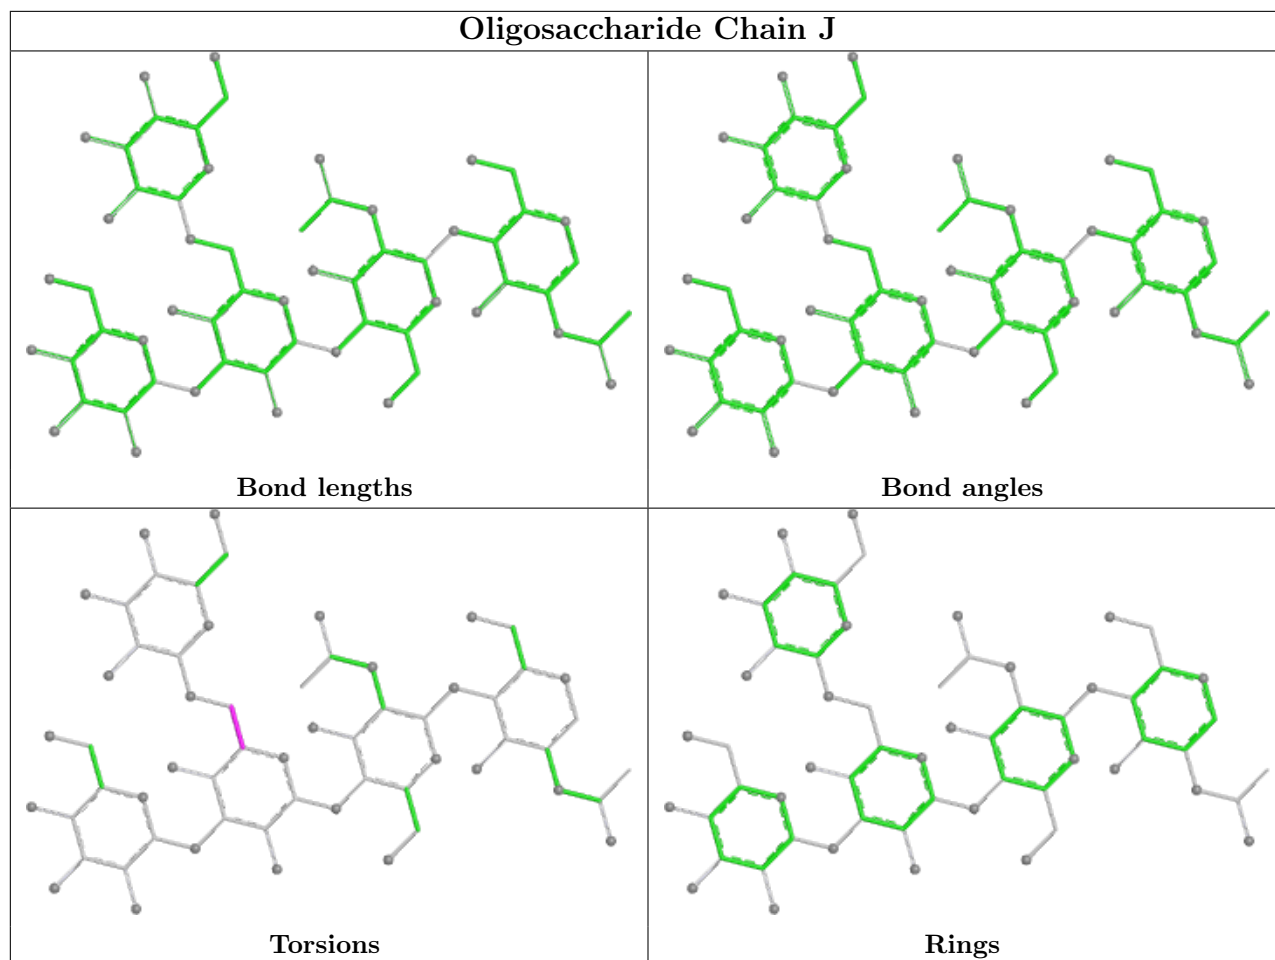 Oligosaccharide Chain J
Bond lengths
Bond angles
Torsions
Rings